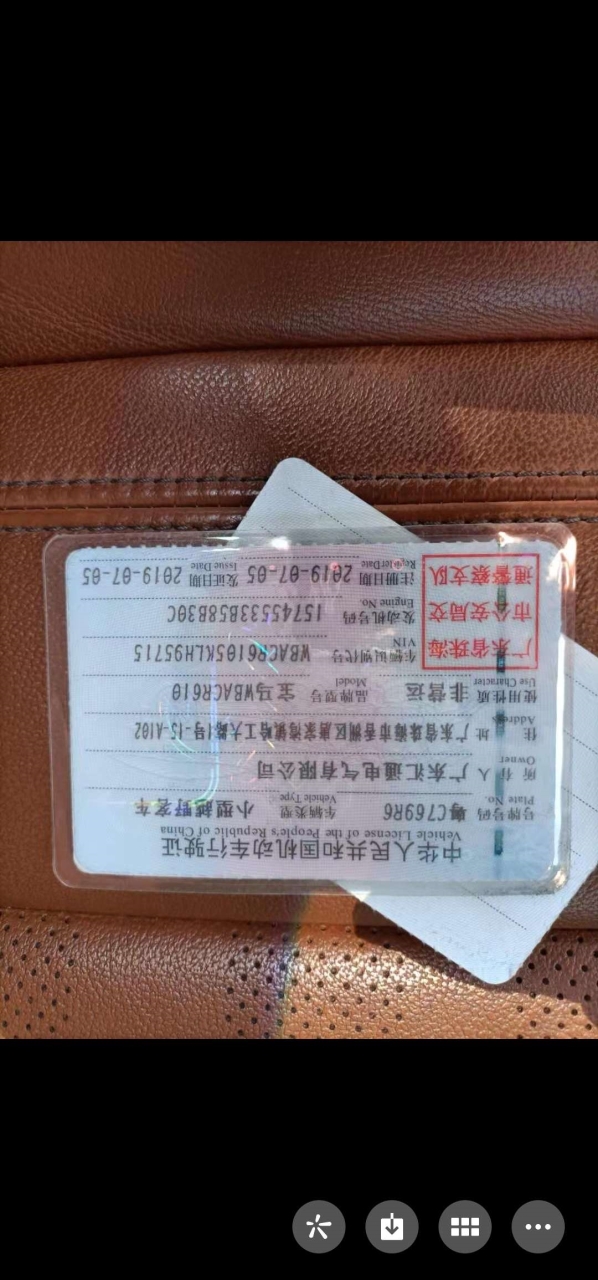 中华人民共和国机动车行驶证
Vehicle License of the People's Republic of China
号牌号码 粤C769R6 车辆类型 小型越野客车
Plate No. Vehicle Type
所有人 广东汇通电气有限公司
Owner
住址 广东省珠海市香洲区唐家湾镇哈工大路1号-15-A102
Address
使用性质 非营运 品牌型号 宝马WBACR610
Use Character Model
广东省珠海
市公安局交
通警察支队
车辆识别代号 WBACR6105KLH95715
VIN
发动机号码 15745533B58B30C
Engine No.
注册日期 2019-07-05 发证日期 2019-07-05
Register Date Issue Date